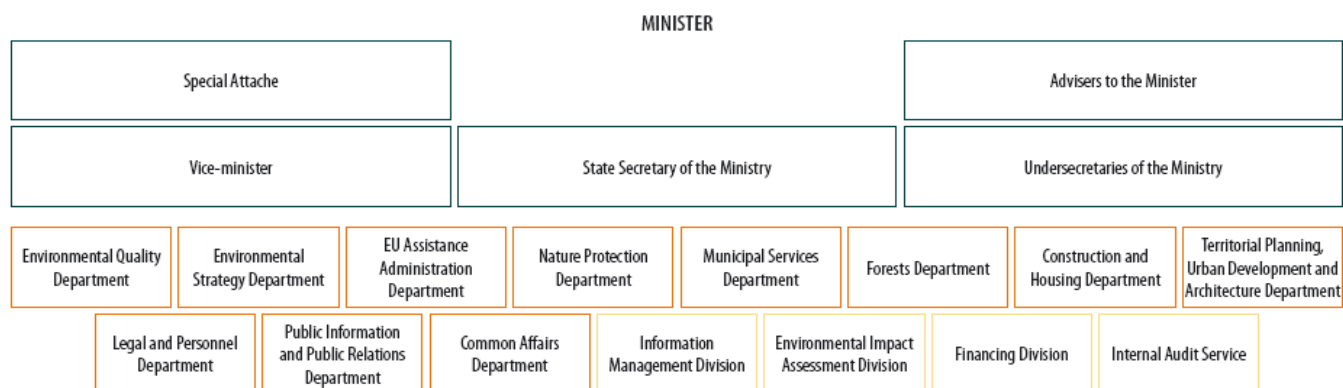 MINISTER
Special Attache
Advisers to the Minister
Vice-minister
State Secretary of the Ministry
Undersecretaries of the Ministry
Environmental Quality
Department
Environmental
Strategy Department
EU Assistance
Administration
Department
Nature Protection
Department
Municipal Services
Department
Forests Department
Construction and
Housing Department
Territorial Planning,
Urban Development and
Architecture Department
Legal and Personnel
Department
Public Information
and Public Relations
Department
Common Affairs
Department
Information
Management Division
Environmental Impact
Assessment Division
Financing Division
Internal Audit Service